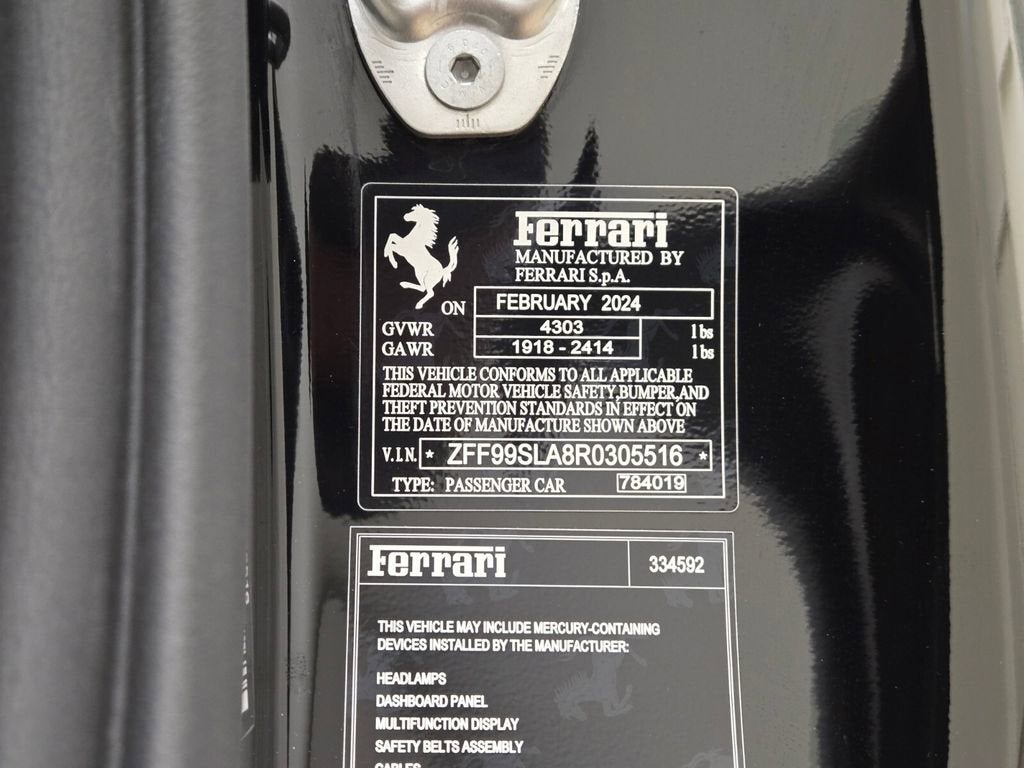 Ferrari
MANUFACTURED BY
FERRARI S.p.A.
ON FEBRUARY 2024
GVWR 4303 lbs
GAWR 1918 - 2414 lbs
THIS VEHICLE CONFORMS TO ALL APPLICABLE
FEDERAL MOTOR VEHICLE SAFETY,BUMPER,AND
THEFT PREVENTION STANDARDS IN EFFECT ON
THE DATE OF MANUFACTURE SHOWN ABOVE
V.I.N. * ZFF99SLA8R0305516 *
TYPE: PASSENGER CAR 784019
Ferrari 334592
THIS VEHICLE MAY INCLUDE MERCURY-CONTAINING
DEVICES INSTALLED BY THE MANUFACTURER:
HEADLAMPS
DASHBOARD PANEL
MULTIFUNCTION DISPLAY
SAFETY BELTS ASSEMBLY
CABLES